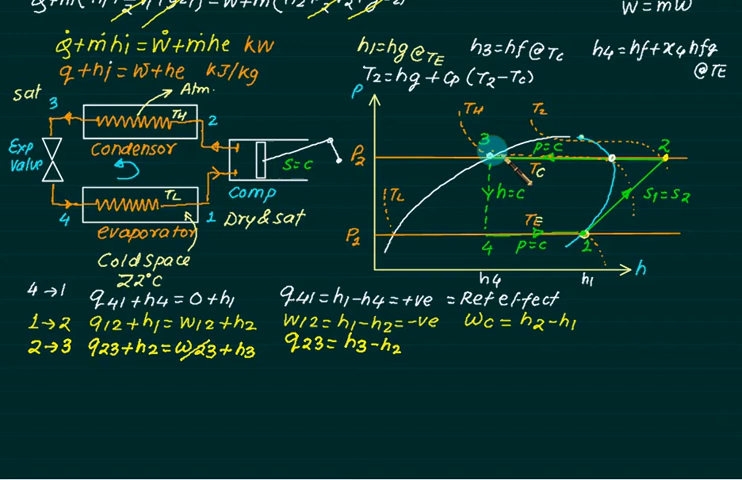 W = mw
Q̇+ṁhi = Ẇ+ṁhe kW
q+hi = w+he kJ/kg
h1=hg@TE h3=hf@Tc h4=hf+x4hfg
@TE
T2=hg+Cp(T2-Tc)
sat
3
Atm.
TH
2
condensor
Exp
valve
S=C
Comp
TL
4
1
evaporator
Dry&sat
Cold space
22°C
P
TH
T2
3
P=C
2
P2
TC
h=c
S1=S2
TL
TE
P1
4
P=C
1
h4
h1
h
4→1 q41+h4=0+h1 q41=h1-h4=+ve =Ref effect
1→2 q12+h1=w12+h2 w12=h1-h2=-ve wc=h2-h1
2→3 q23+h2=w23+h3 q23=h3-h2